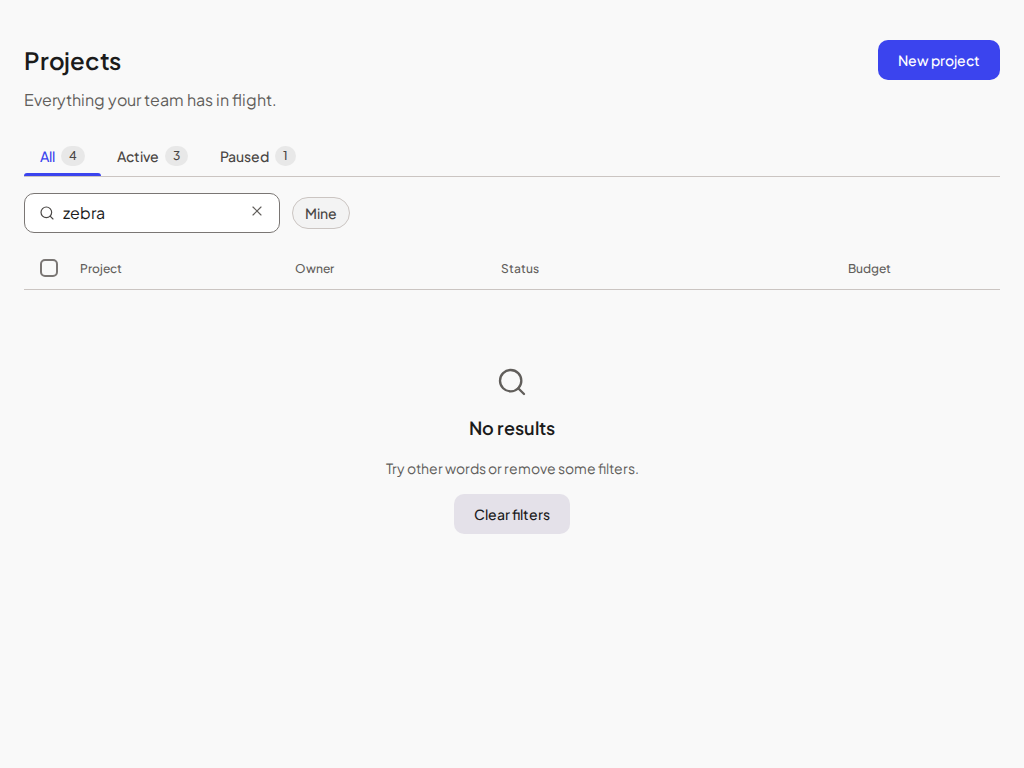 Projects
New project
Everything your team has in flight.
All 4 Active 3 Paused 1
zebra Mine
Project Owner Status Budget
No results
Try other words or remove some filters.
Clear filters